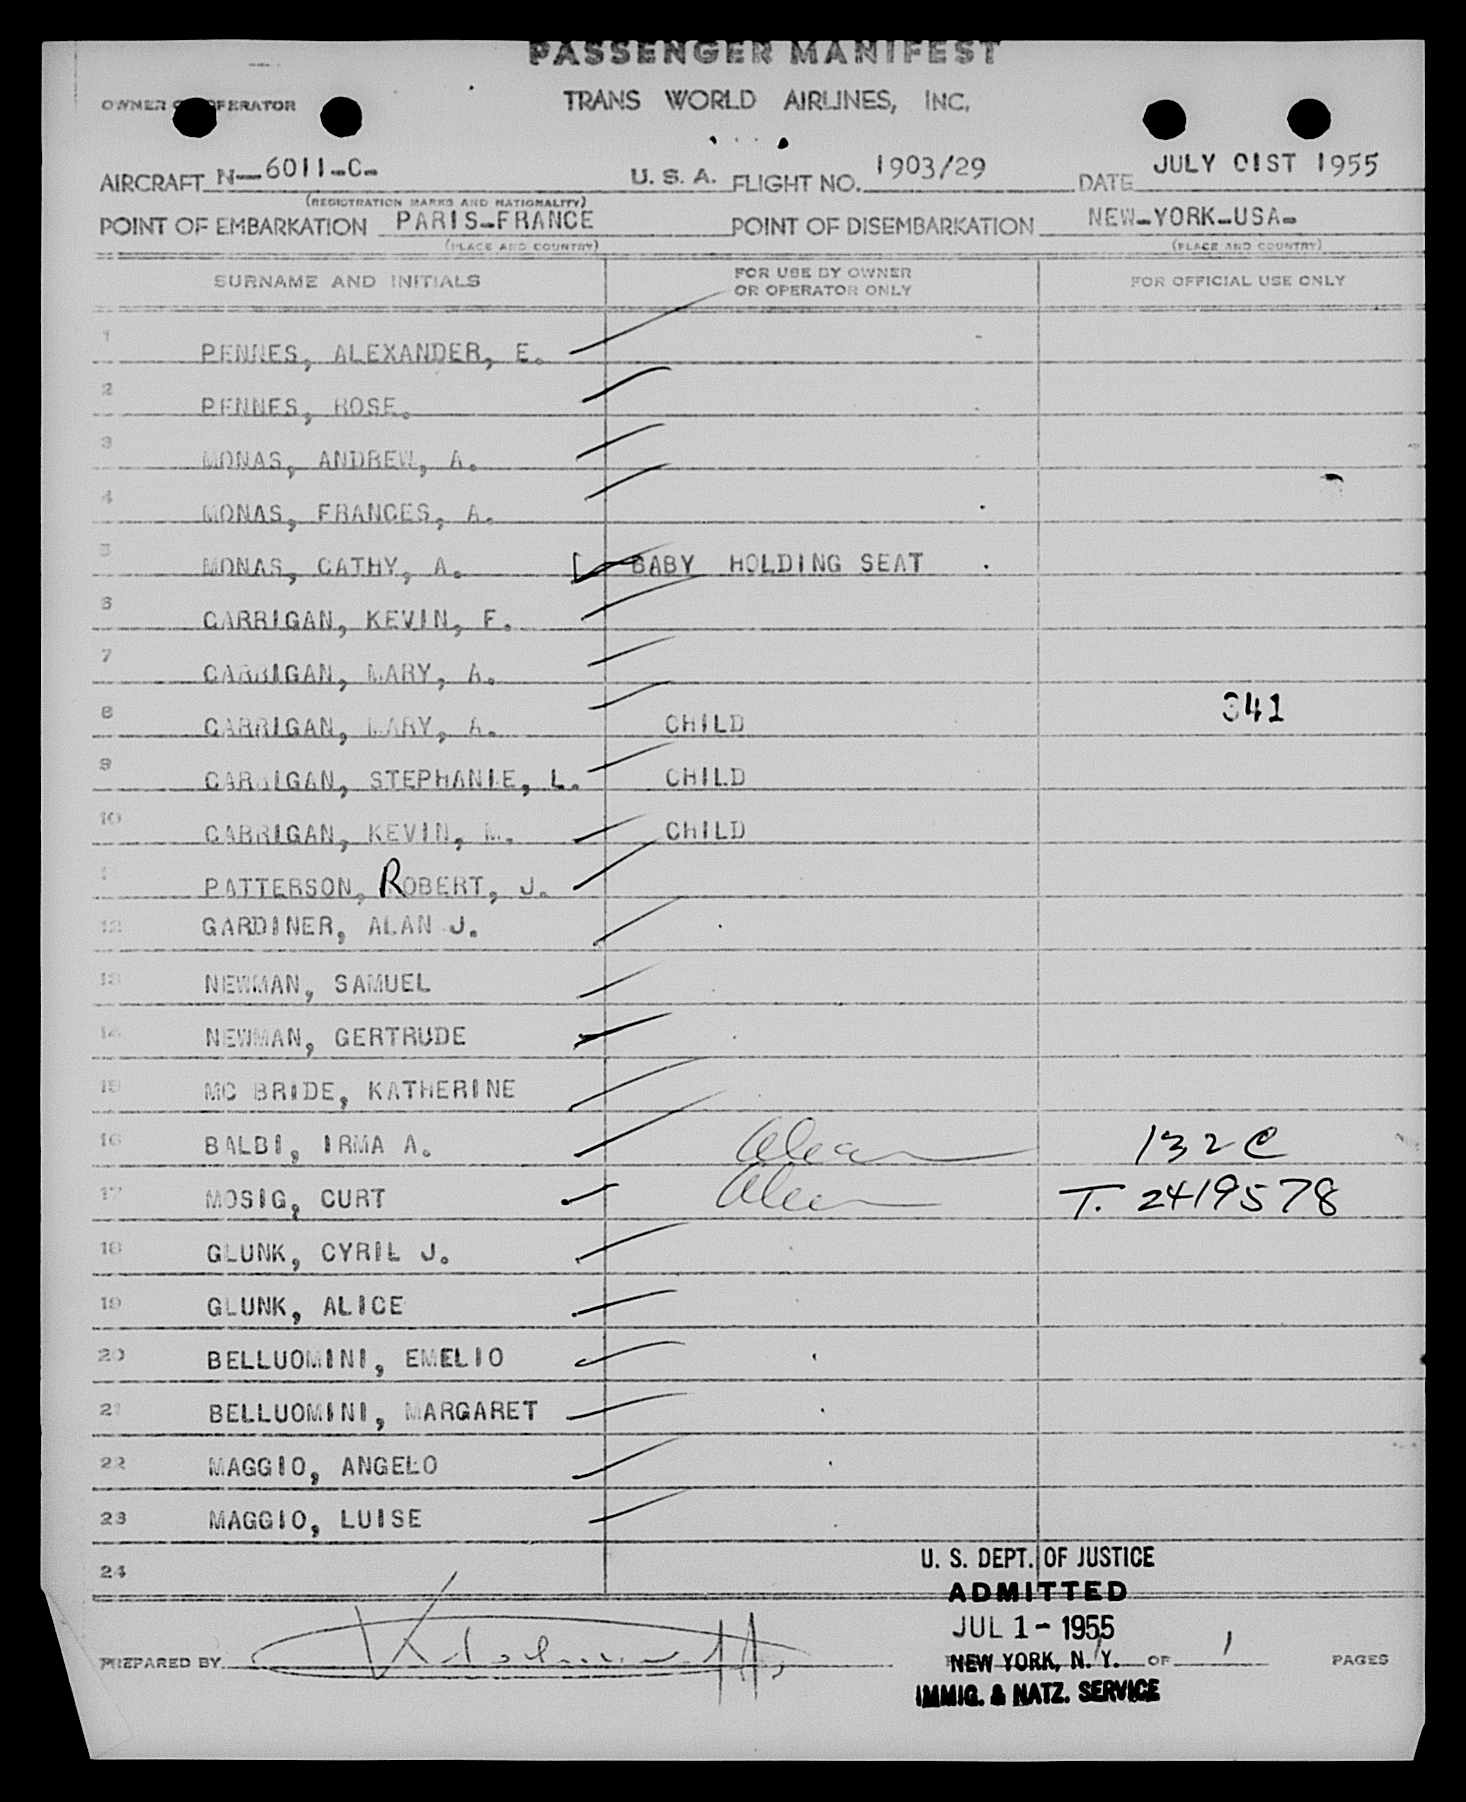 PASSENGER MANIFEST
OWNER OR OPERATOR TRANS WORLD AIRLINES, INC.
AIRCRAFT N-6011-C- U. S. A. FLIGHT NO. 1903/29 DATE JULY 01ST 1955
(REGISTRATION MARKS AND NATIONALITY)
POINT OF EMBARKATION PARIS-FRANCE POINT OF DISEMBARKATION NEW-YORK-USA-
(PLACE AND COUNTRY) (PLACE AND COUNTRY)
SURNAME AND INITIALS FOR USE BY OWNER OR OPERATOR ONLY FOR OFFICIAL USE ONLY
1 PENNES, ALEXANDER, E.
2 PENNES, ROSE.
3 MONAS, ANDREW, A.
4 MONAS, FRANCES, A.
5 MONAS, CATHY, A. BABY HOLDING SEAT
6 CARRIGAN, KEVIN, F.
7 CARRIGAN, MARY, A.
8 CARRIGAN, MARY, A. CHILD 341
9 CARRIGAN, STEPHANIE, L. CHILD
10 CARRIGAN, KEVIN, M. CHILD
11 PATTERSON, ROBERT, J.
12 GARDINER, ALAN J.
13 NEWMAN, SAMUEL
14 NEWMAN, GERTRUDE
15 MC BRIDE, KATHERINE
16 BALBI, IRMA A. 132 C
17 MOSIG, CURT T. 2419578
18 GLUNK, CYRIL J.
19 GLUNK, ALICE
20 BELLUOMINI, EMELIO
21 BELLUOMINI, MARGARET
22 MAGGIO, ANGELO
23 MAGGIO, LUISE
24
U. S. DEPT. OF JUSTICE
ADMITTED
JUL 1 - 1955
NEW YORK, N. Y.
IMMIG. & NATZ. SERVICE
PREPARED BY 1 OF 1 PAGES